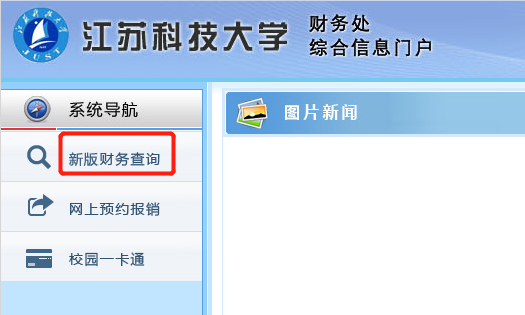 江苏科技大学
财务处
综合信息门户
JUST
系统导航
图片新闻
新版财务查询
网上预约报销
校园一卡通